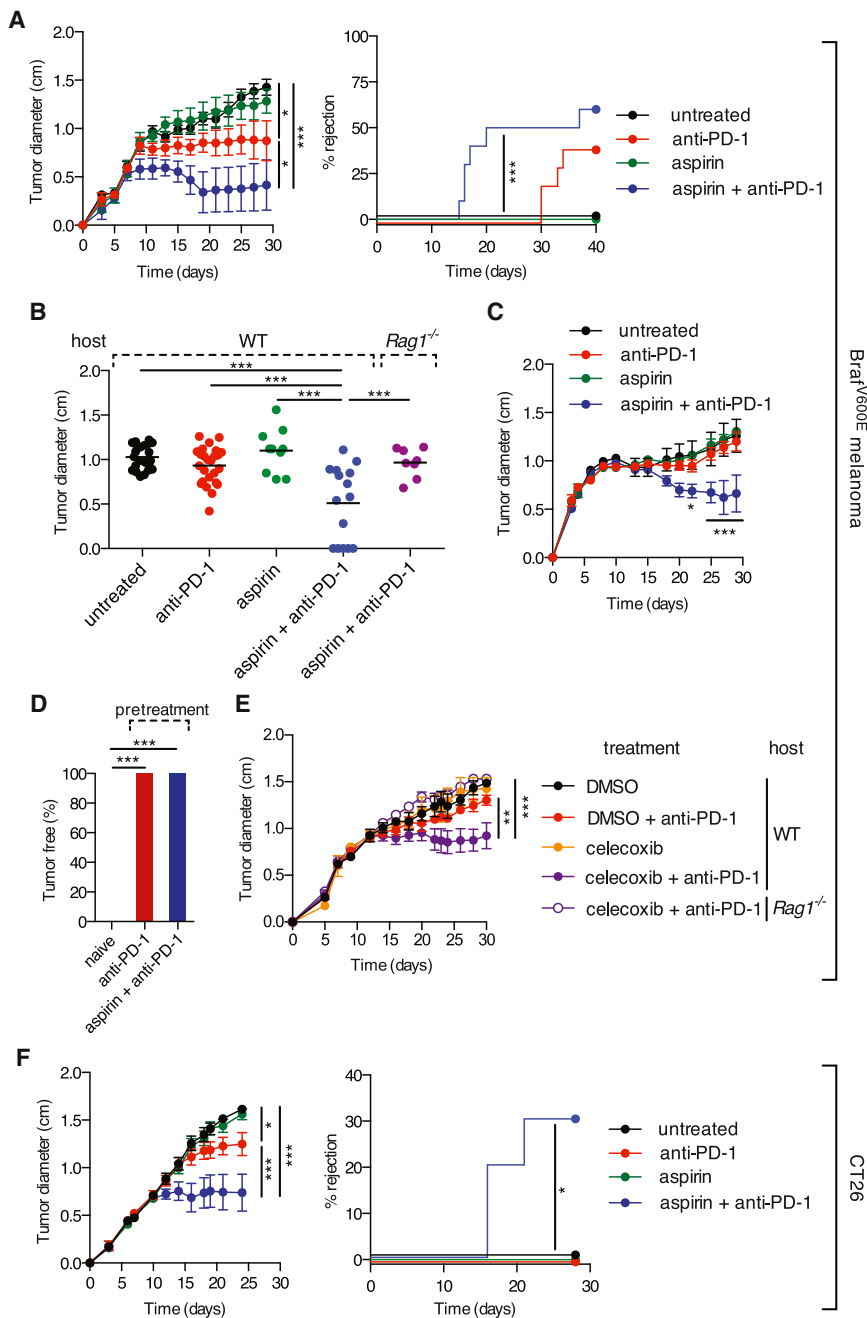 A
Tumor diameter (cm)
2.0
1.5
1.0
0.5
0.0
0 5 10 15 20 25 30
Time (days)
*
***
*
% rejection
100
75
50
25
0
0 10 20 30 40
Time (days)
***
untreated
anti-PD-1
aspirin
aspirin + anti-PD-1
B
host WT Rag1-/-
***
***
*** ***
Tumor diameter (cm)
2.0
1.5
1.0
0.5
0.0
untreated
anti-PD-1
aspirin
aspirin + anti-PD-1
aspirin + anti-PD-1
C
untreated
anti-PD-1
aspirin
aspirin + anti-PD-1
Tumor diameter (cm)
2.0
1.5
1.0
0.5
0.0
0 5 10 15 20 25 30
Time (days)
*
***
BrafV600E melanoma
D
pretreatment
***
***
Tumor free (%)
100
80
60
40
20
0
naive
anti-PD-1
aspirin + anti-PD-1
E
Tumor diameter (cm)
2.0
1.5
1.0
0.5
0.0
0 5 10 15 20 25 30
Time (days)
**
***
treatment host
DMSO
DMSO + anti-PD-1
celecoxib
celecoxib + anti-PD-1
WT
celecoxib + anti-PD-1 Rag1-/-
F
Tumor diameter (cm)
2.0
1.5
1.0
0.5
0.0
0 5 10 15 20 25 30
Time (days)
*
***
***
% rejection
40
30
20
10
0
0 10 20 30
Time (days)
*
untreated
anti-PD-1
aspirin
aspirin + anti-PD-1
CT26